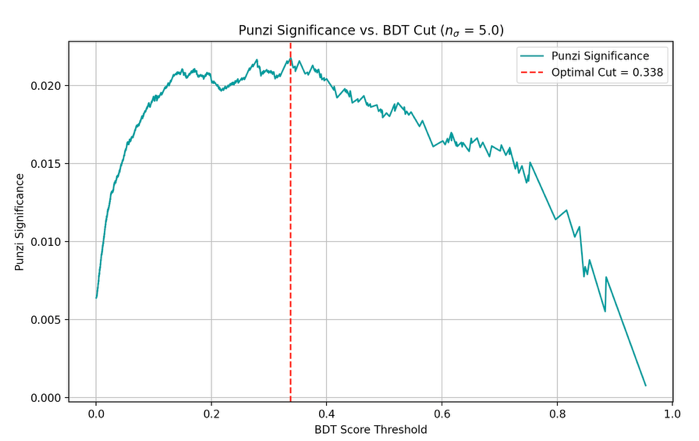 Punzi Significance vs. BDT Cut ($n_\sigma$ = 5.0)
Punzi Significance
Optimal Cut = 0.338
Punzi Significance
0.020
0.015
0.010
0.005
0.000
0.0 0.2 0.4 0.6 0.8 1.0
BDT Score Threshold